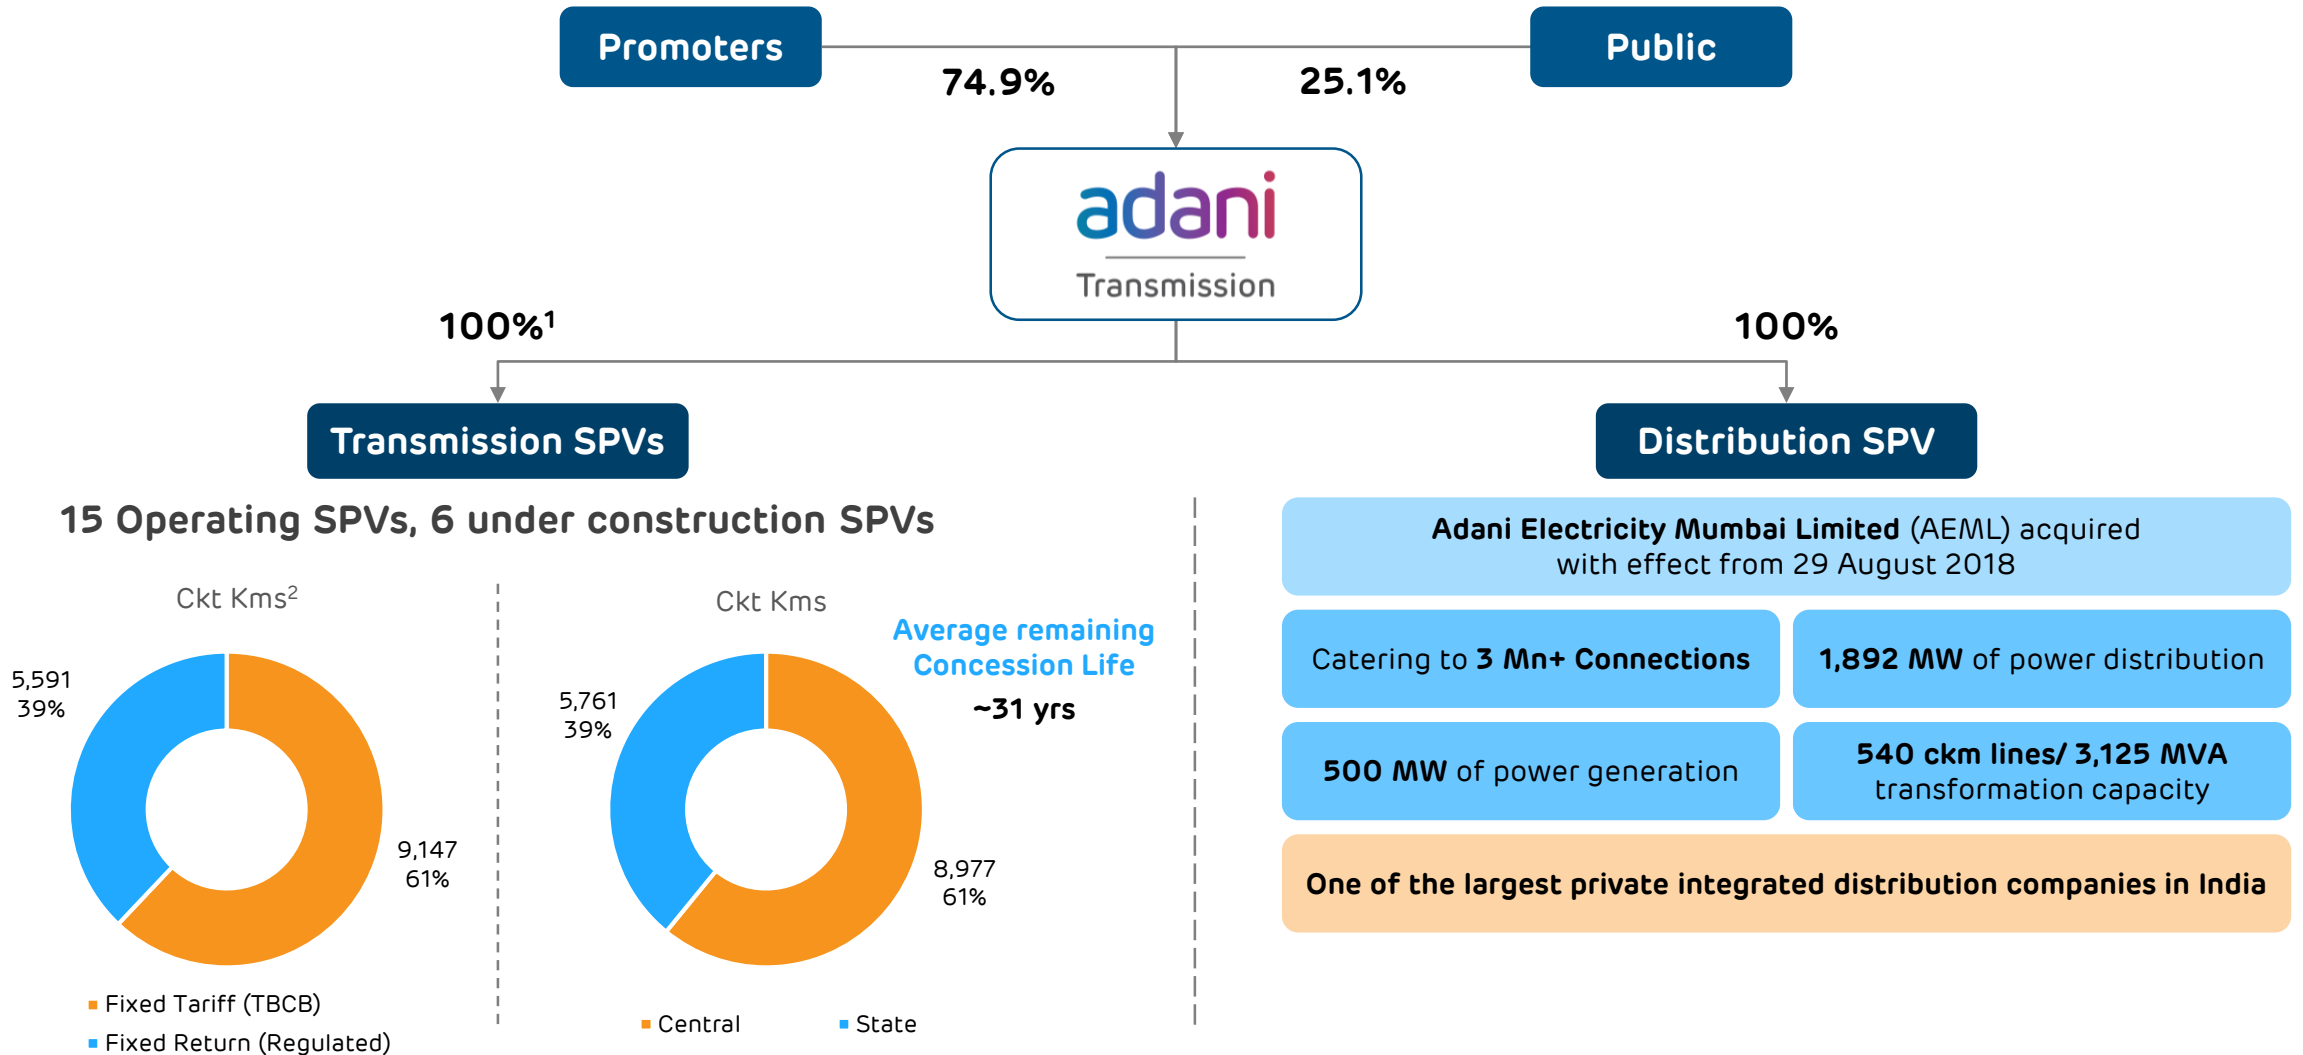 Promoters
Public
74.9%
25.1%
adani
Transmission
100%¹
100%
Transmission SPVs
Distribution SPV
15 Operating SPVs, 6 under construction SPVs
Ckt Kms²
5,591
39%
9,147
61%
Fixed Tariff (TBCB)
Fixed Return (Regulated)
Ckt Kms
5,761
39%
8,977
61%
Central
State
Average remaining
Concession Life
~31 yrs
Adani Electricity Mumbai Limited (AEML) acquired
with effect from 29 August 2018
Catering to 3 Mn+ Connections
1,892 MW of power distribution
500 MW of power generation
540 ckm lines/ 3,125 MVA
transformation capacity
One of the largest private integrated distribution companies in India